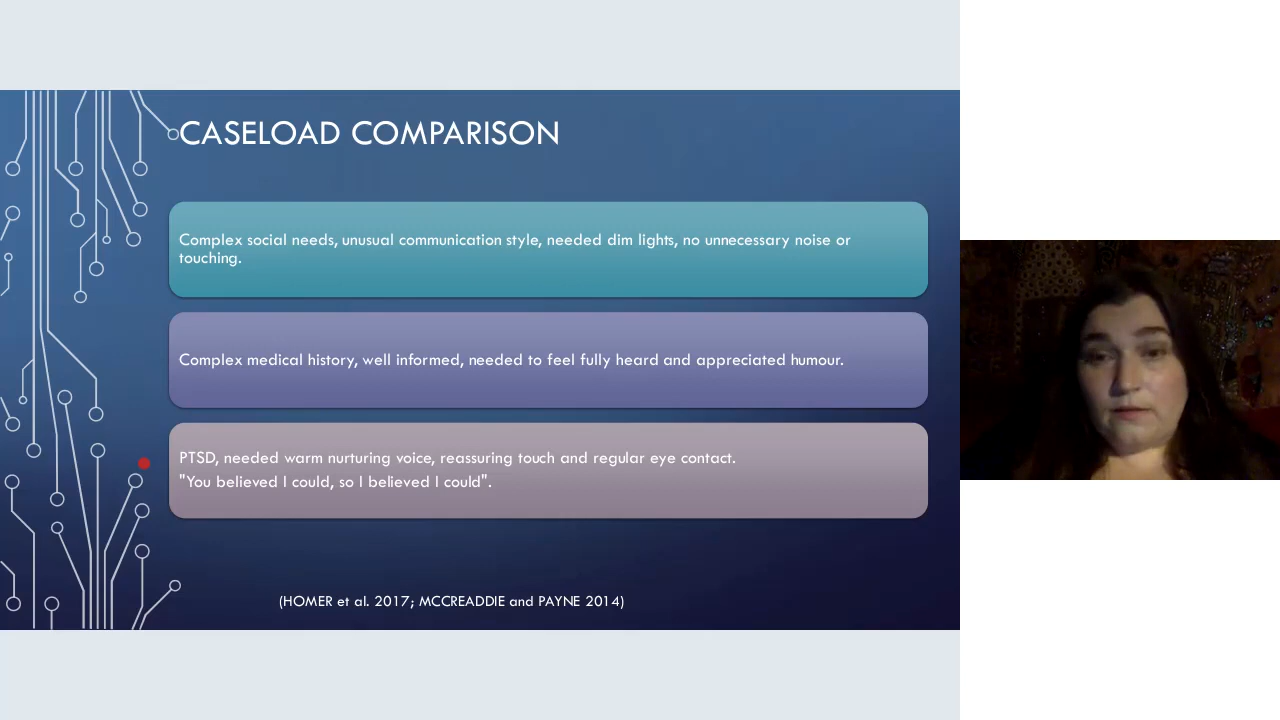 CASELOAD COMPARISON
Complex social needs, unusual communication style, needed dim lights, no unnecessary noise or
touching.
Complex medical history, well informed, needed to feel fully heard and appreciated humour.
PTSD, needed warm nurturing voice, reassuring touch and regular eye contact.
"You believed I could, so I believed I could".
(HOMER et al. 2017; MCCREADDIE and PAYNE 2014)